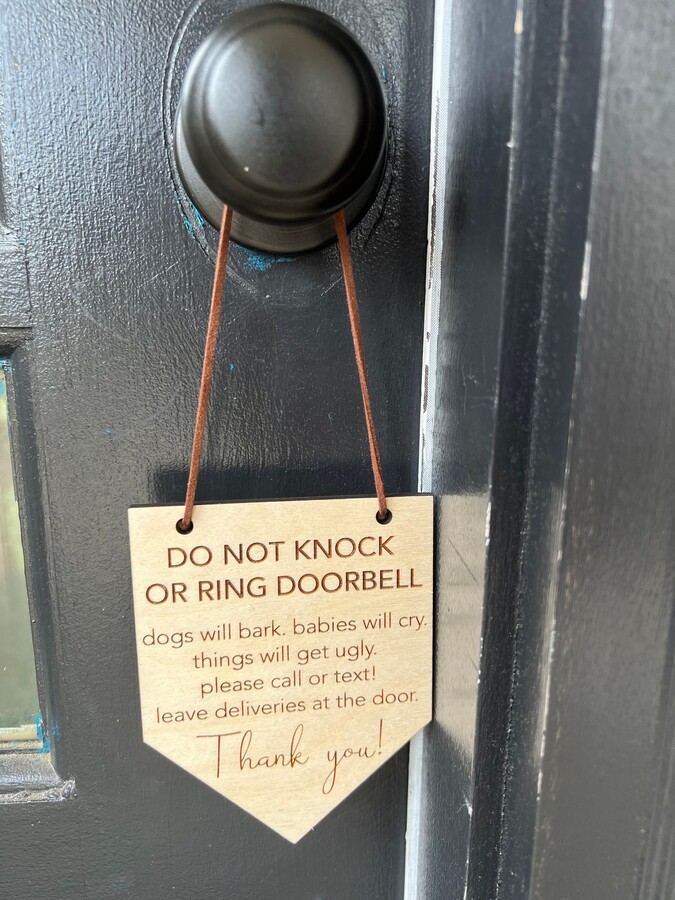 DO NOT KNOCK
OR RING DOORBELL
dogs will bark. babies will cry.
things will get ugly.
please call or text!
leave deliveries at the door.
Thank you!